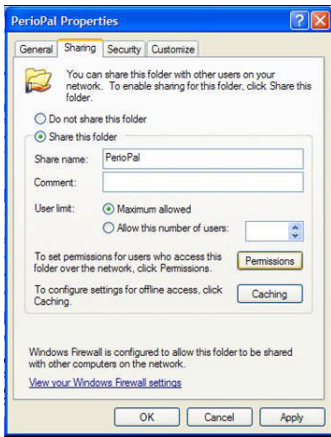 PerioPal Properties
General Sharing Security Customize
You can share this folder with other users on your
network. To enable sharing for this folder, click Share this
folder.
Do not share this folder
Share this folder
Share name: PerioPal
Comment:
User limit: Maximum allowed
Allow this number of users:
To set permissions for users who access this
folder over the network, click Permissions.
Permissions
To configure settings for offline access, click
Caching.
Caching
Windows Firewall is configured to allow this folder to be shared
with other computers on the network.
View your Windows Firewall settings
OK Cancel Apply